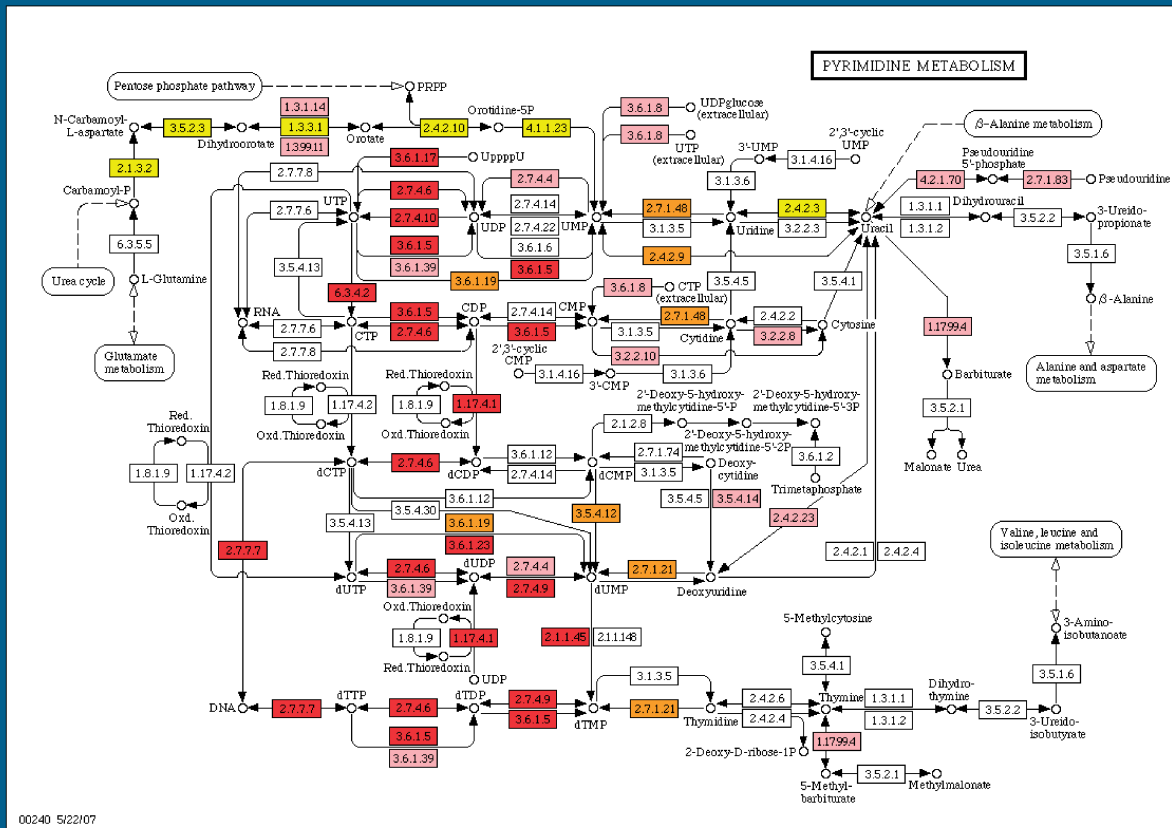 PYRIMIDINE METABOLISM
Pentose phosphate pathway
PRPP
Orotidine-5P
N-Carbamoyl-
L-aspartate
3.5.2.3
Dihydroorotate
1.3.1.14
1.3.3.1
1.3.99.11
Orotate
2.4.2.10
4.1.1.23
3.6.1.8
UDPglucose
(extracellular)
3.6.1.8
UTP
(extracellular)
3'-UMP
3.1.4.16
2',3'-cyclic
UMP
β-Alanine metabolism
Pseudouridine
5'-phosphate
4.2.1.70
2.7.1.83
Pseudouridine
2.1.3.2
Carbamoyl-P
6.3.5.5
Urea cycle
L-Glutamine
Glutamate
metabolism
2.7.7.8
3.6.1.17
UppppU
UTP
2.7.7.6
2.7.4.6
2.7.4.10
3.6.1.5
3.6.1.39
UDP
2.7.4.4
2.7.4.14
2.7.4.22
3.6.1.6
3.6.1.5
UMP
3.1.3.6
2.7.1.48
3.1.3.5
Uridine
2.4.2.3
3.2.2.3
Uracil
1.3.1.1
1.3.1.2
Dihydrouracil
3.5.2.2
3-Ureido-
propionate
3.5.1.6
β-Alanine
Alanine and aspartate
metabolism
3.5.4.13
3.6.1.19
2.4.2.9
3.5.4.5
3.5.4.1
6.3.4.2
RNA
2.7.7.6
2.7.7.8
CTP
3.6.1.5
2.7.4.6
CDP
2.7.4.14
3.6.1.5
CMP
3.6.1.8
CTP
(extracellular)
2.7.1.48
3.1.3.5
Cytidine
2.4.2.2
3.2.2.8
Cytosine
3.2.2.10
2',3'-cyclic
CMP
3.1.4.16
3'-CMP
3.1.3.6
1.17.99.4
Barbiturate
3.5.2.1
Malonate
Urea
Red.Thioredoxin
1.8.1.9
1.17.4.2
Oxd.Thioredoxin
Red.Thioredoxin
1.8.1.9
1.17.4.1
Oxd.Thioredoxin
Red.
Thioredoxin
1.8.1.9
1.17.4.2
Oxd.
Thioredoxin
2'-Deoxy-5-hydroxy-
methylcytidine-5'-P
2'-Deoxy-5-hydroxy-
methylcytidine-5'-3P
2.1.2.8
2'-Deoxy-5-hydroxy-
methylcytidine-5'-2P
3.6.1.2
Trimetaphosphate
dCTP
2.7.4.6
dCDP
3.6.1.12
2.7.4.14
dCMP
2.7.1.74
3.1.3.5
Deoxy-
cytidine
3.6.1.12
3.5.4.30
3.5.4.13
3.6.1.19
3.6.1.23
3.5.4.12
3.5.4.5
3.5.4.14
2.4.2.23
2.4.2.1
2.4.2.4
2.7.7.7
dUTP
2.7.4.6
3.6.1.39
dUDP
2.7.4.4
2.7.4.9
dUMP
2.7.1.21
Deoxyuridine
Valine, leucine and
isoleucine metabolism
Oxd.Thioredoxin
1.8.1.9
1.17.4.1
Red.Thioredoxin
UDP
2.1.1.45
2.1.1.148
5-Methylcytosine
3.5.4.1
3-Amino-
isobutanoate
3.5.1.6
DNA
2.7.7.7
dTTP
2.7.4.6
3.6.1.5
3.6.1.39
dTDP
2.7.4.9
3.6.1.5
dTMP
3.1.3.5
2.7.1.21
Thymidine
2.4.2.6
2.4.2.4
Thymine
1.3.1.1
1.3.1.2
Dihydro-
thymine
3.5.2.2
3-Ureido-
isobutyrate
2-Deoxy-D-ribose-1P
1.17.99.4
5-Methyl-
barbiturate
3.5.2.1
Methylmalonate
00240 5/22/07